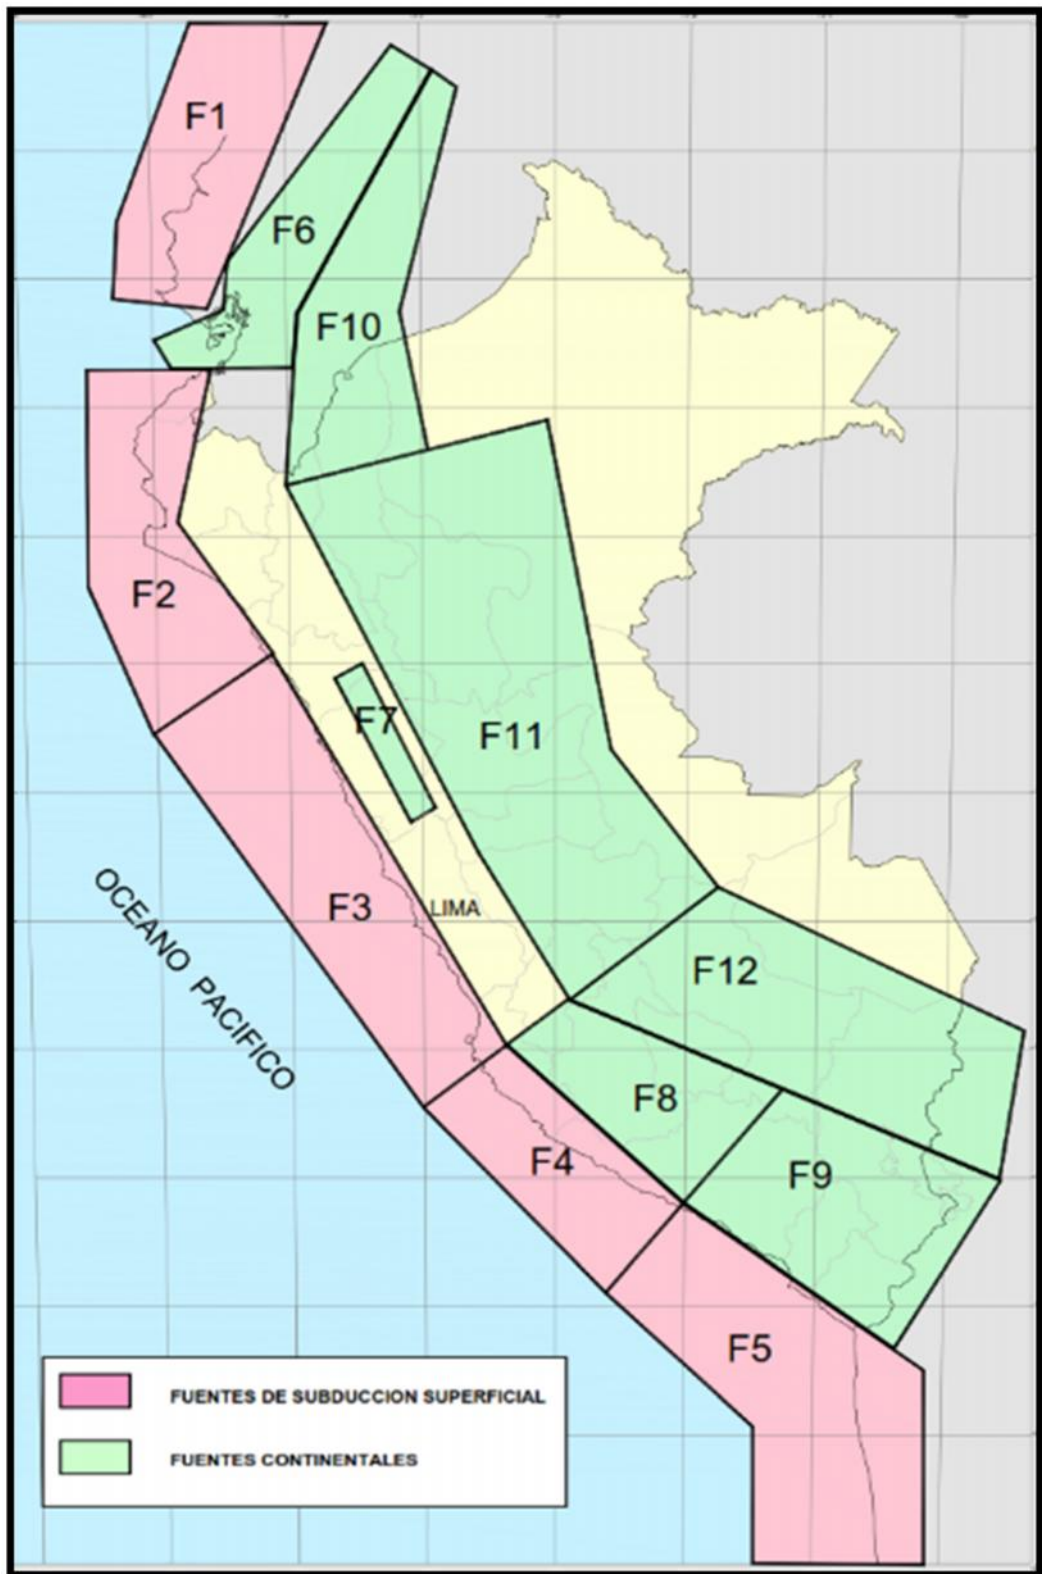 F1
F6
F10
F2
F7
F11
F3
LIMA
OCEANO PACIFICO
F12
F8
F4
F9
F5
FUENTES DE SUBDUCCION SUPERFICIAL
FUENTES CONTINENTALES